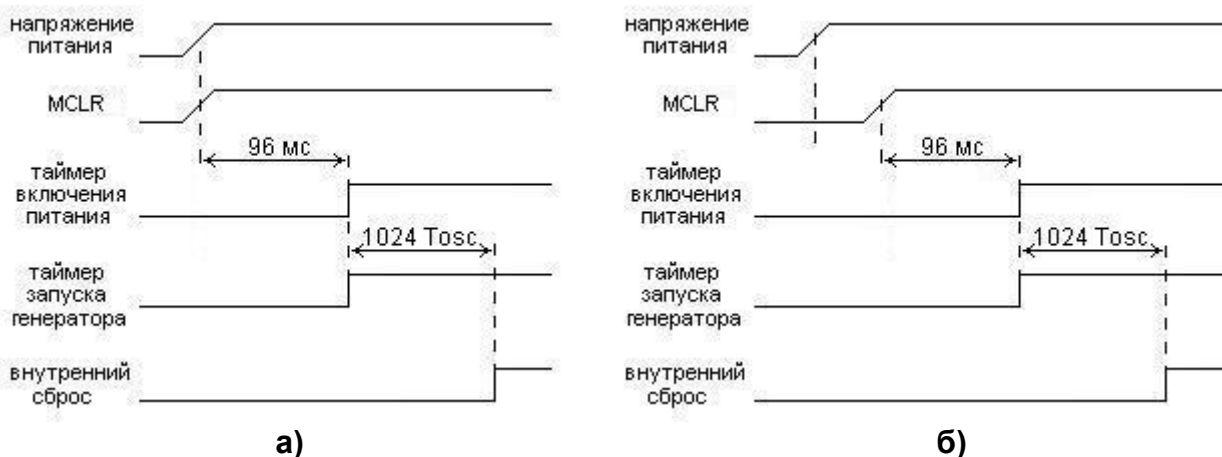 напряжение
питания
MCLR
96 мс
таймер
включения
питания
1024 Tosc
таймер
запуска
генератора
внутренний
сброс
а)
напряжение
питания
MCLR
96 мс
таймер
включения
питания
1024 Tosc
таймер
запуска
генератора
внутренний
сброс
б)